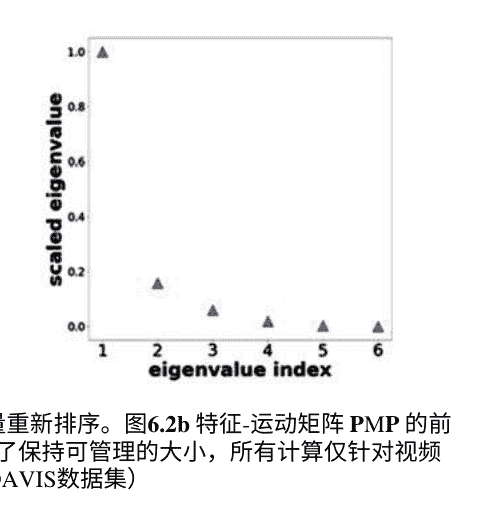 1.0
0.8
0.6
0.4
0.2
0.0
scaled eigenvalue
1 2 3 4 5 6
eigenvalue index
量重新排序。图6.2b 特征-运动矩阵 PMP 的前
了保持可管理的大小，所有计算仅针对视频
DAVIS数据集）